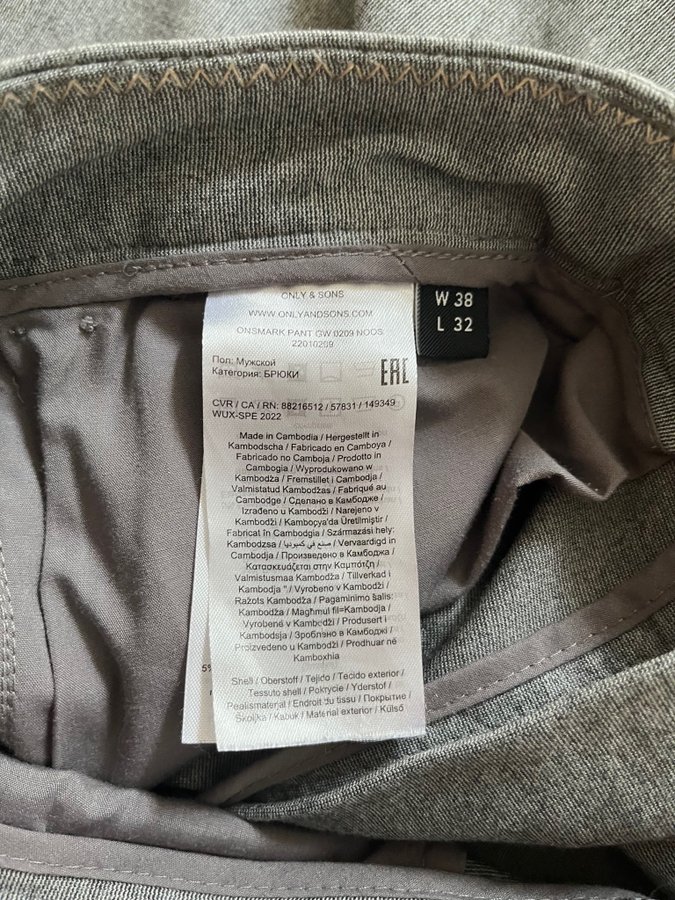 ONLY & SONS
WWW.ONLYANDSONS.COM
ONSMARK PANT GW 0209 NOOS
22010209
Пол: Мужской
Категория: БРЮКИ
EAC
CVR / CA / RN: 88216512 / 57831 / 149349
WUX-SPE 2022
Made in Cambodia / Hergestellt in
Kambodscha / Fabricado en Camboya /
Fabricado no Camboja / Prodotto in
Cambogia / Wyprodukowano w
Kambodża / Fremstillet i Cambodja /
Valmistatud Kambodžas / Fabriqué au
Cambodge / Сделано в Камбодже /
Izrađeno u Kambodži / Narejeno v
Kambodži / Kamboçya'da Üretilmiştir /
Fabricat în Cambodgia / Származási hely:
Kambodzsa / صنع في كمبوديا / Vervaardigd in
Cambodja / Произведено в Камбоджа /
Κατασκευάζεται στην Καμπότζη /
Valmistusmaa Kambodža / Tillverkad i
Kambodja " / Vyrobeno v Kambodži /
Ražots Kambodžā / Pagaminimo šalis:
Kambodža / Maghmul fil=Kambodja /
Vyrobené v Kambodži / Produsert i
Kambodsja / Зроблэно в Камбоджі /
Proizvedeno u Kambodži / Prodhuar në
Kamboxhia
Shell / Oberstoff / Tejido / Tecido exterior /
Tessuto shell / Pokrycie / Yderstof /
Pealismaterjal / Endroit du tissu / Покрытие /
Školjka / Kabuk / Material exterior / Külső
5%
W 38
L 32